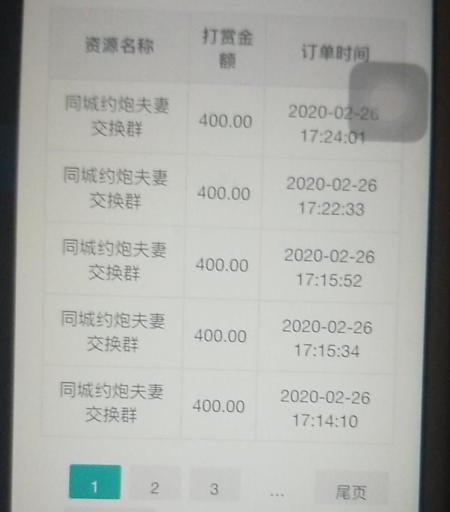 资源名称 打赏金额 订单时间
同城约炮夫妻交换群 400.00 2020-02-26 17:24:01
同城约炮夫妻交换群 400.00 2020-02-26 17:22:33
同城约炮夫妻交换群 400.00 2020-02-26 17:15:52
同城约炮夫妻交换群 400.00 2020-02-26 17:15:34
同城约炮夫妻交换群 400.00 2020-02-26 17:14:10
1 2 3 ... 尾页